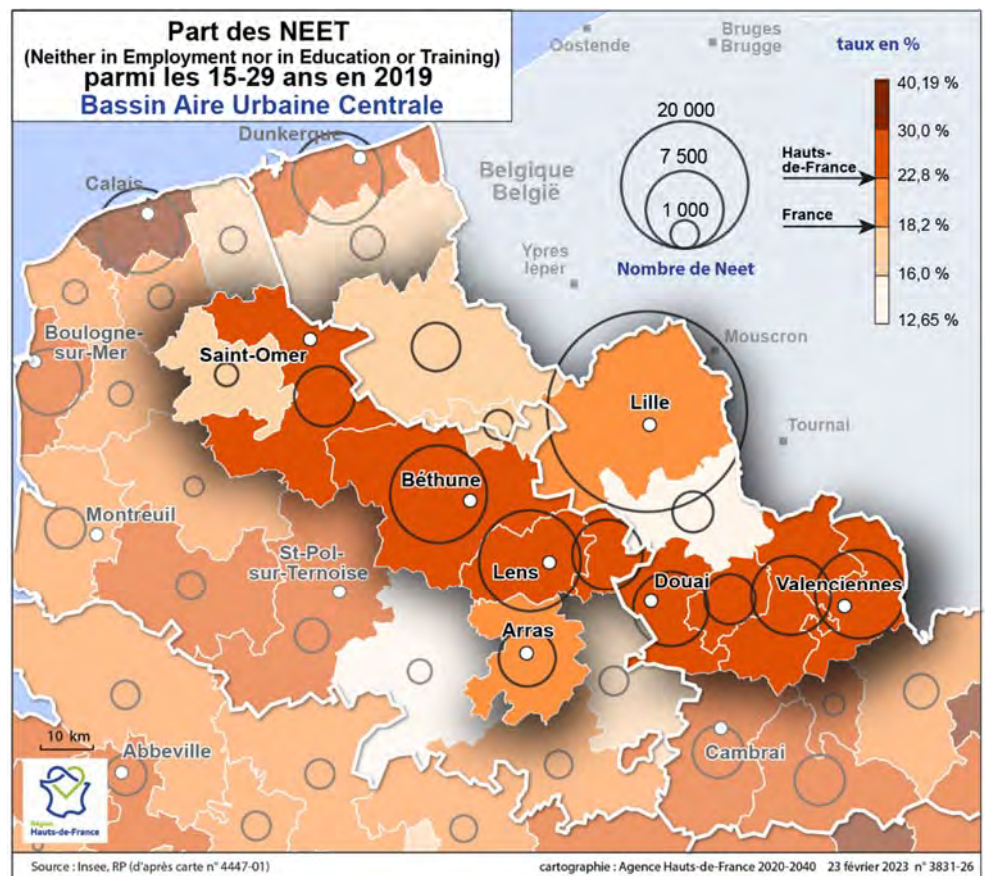 Part des NEET
(Neither in Employment nor in Education or Training)
parmi les 15-29 ans en 2019
Bassin Aire Urbaine Centrale
Oostende
Bruges
Brugge
taux en %
40,19 %
30,0 %
22,8 %
18,2 %
16,0 %
12,65 %
Hauts-
de-France
France
20 000
7 500
1 000
Nombre de Neet
Dunkerque
Calais
Belgique
België
Ypres
Ieper
Boulogne-
sur-Mer
Saint-Omer
Mouscron
Lille
Tournai
Béthune
Montreuil
St-Pol-
sur-Ternoise
Lens
Douai
Valenciennes
Arras
10 km
Abbeville
Cambrai
Région
Hauts-de-France
Source : Insee, RP (d'après carte n° 4447-01)
cartographie : Agence Hauts-de-France 2020-2040 23 février 2023 n° 3831-26